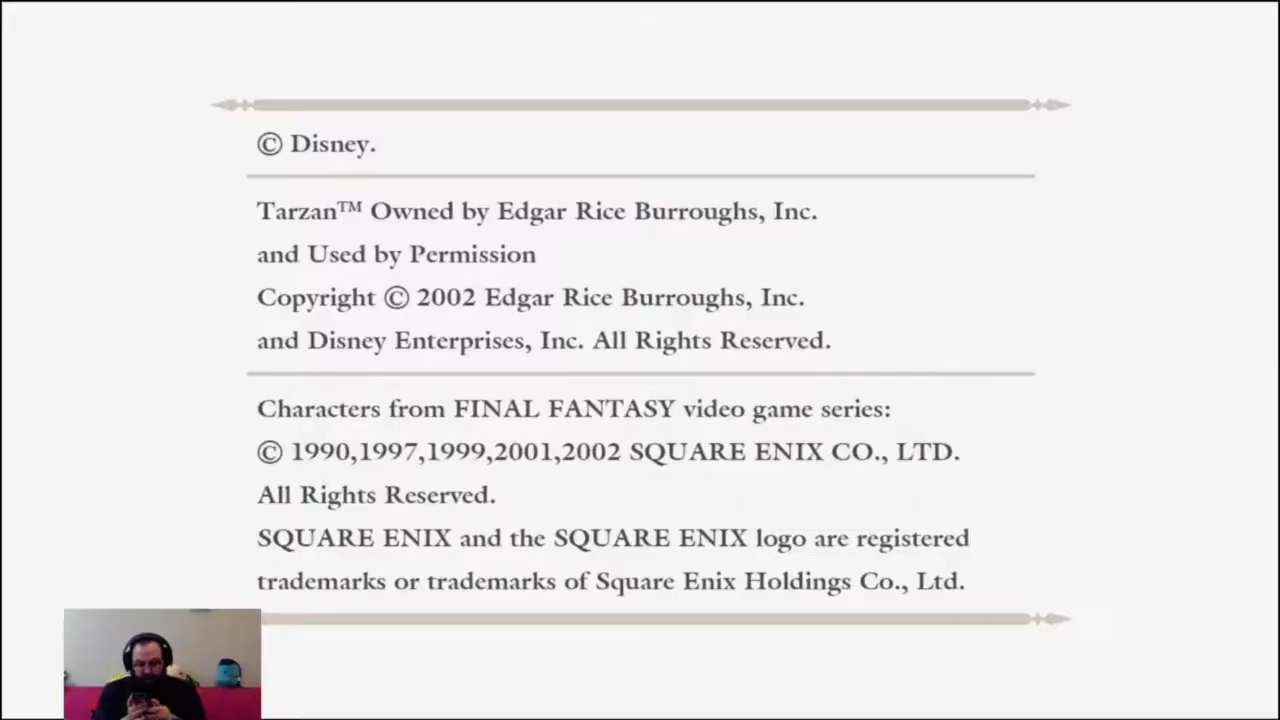 © Disney.
Tarzan™ Owned by Edgar Rice Burroughs, Inc.
and Used by Permission
Copyright © 2002 Edgar Rice Burroughs, Inc.
and Disney Enterprises, Inc. All Rights Reserved.
Characters from FINAL FANTASY video game series:
© 1990,1997,1999,2001,2002 SQUARE ENIX CO., LTD.
All Rights Reserved.
SQUARE ENIX and the SQUARE ENIX logo are registered
trademarks or trademarks of Square Enix Holdings Co., Ltd.